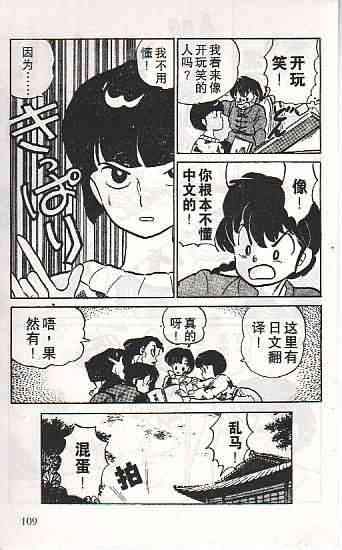 开玩
笑！
我看来像
开玩笑的
人吗？
我不用
懂！
因为……
きっぱり
像！
你根本不懂
中文的！
这里有
日文翻
译！
真的
呀！
唔，果
然有！
乱马！
混蛋！
拍
109